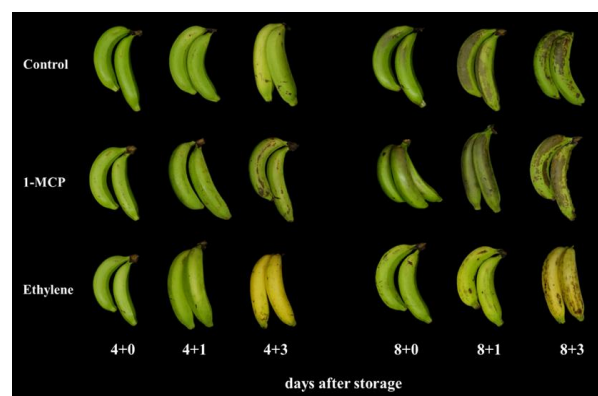 Control
1-MCP
Ethylene
4+0 4+1 4+3 8+0 8+1 8+3
days after storage